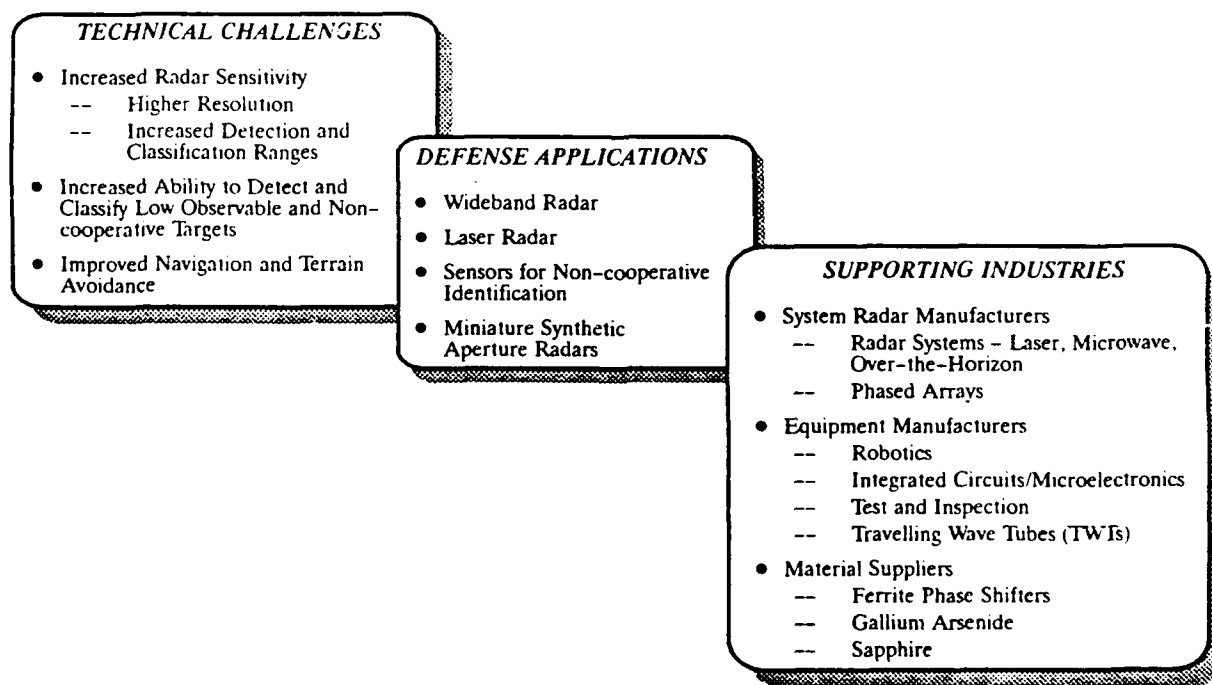 TECHNICAL CHALLENGES
• Increased Radar Sensitivity
-- Higher Resolution
-- Increased Detection and
Classification Ranges
• Increased Ability to Detect and
Classify Low Observable and Non-
cooperative Targets
• Improved Navigation and Terrain
Avoidance
DEFENSE APPLICATIONS
• Wideband Radar
• Laser Radar
• Sensors for Non-cooperative
Identification
• Miniature Synthetic
Aperture Radars
SUPPORTING INDUSTRIES
• System Radar Manufacturers
-- Radar Systems - Laser, Microwave,
Over-the-Horizon
-- Phased Arrays
• Equipment Manufacturers
-- Robotics
-- Integrated Circuits/Microelectronics
-- Test and Inspection
-- Travelling Wave Tubes (TWTs)
• Material Suppliers
-- Ferrite Phase Shifters
-- Gallium Arsenide
-- Sapphire